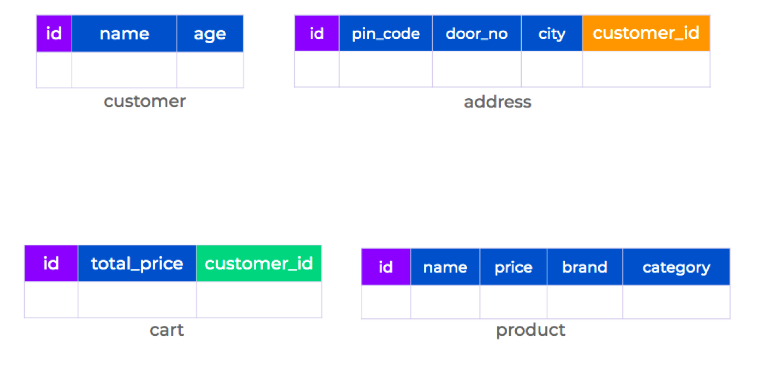 id name age
customer
id pin_code door_no city customer_id
address
id total_price customer_id
cart
id name price brand category
product